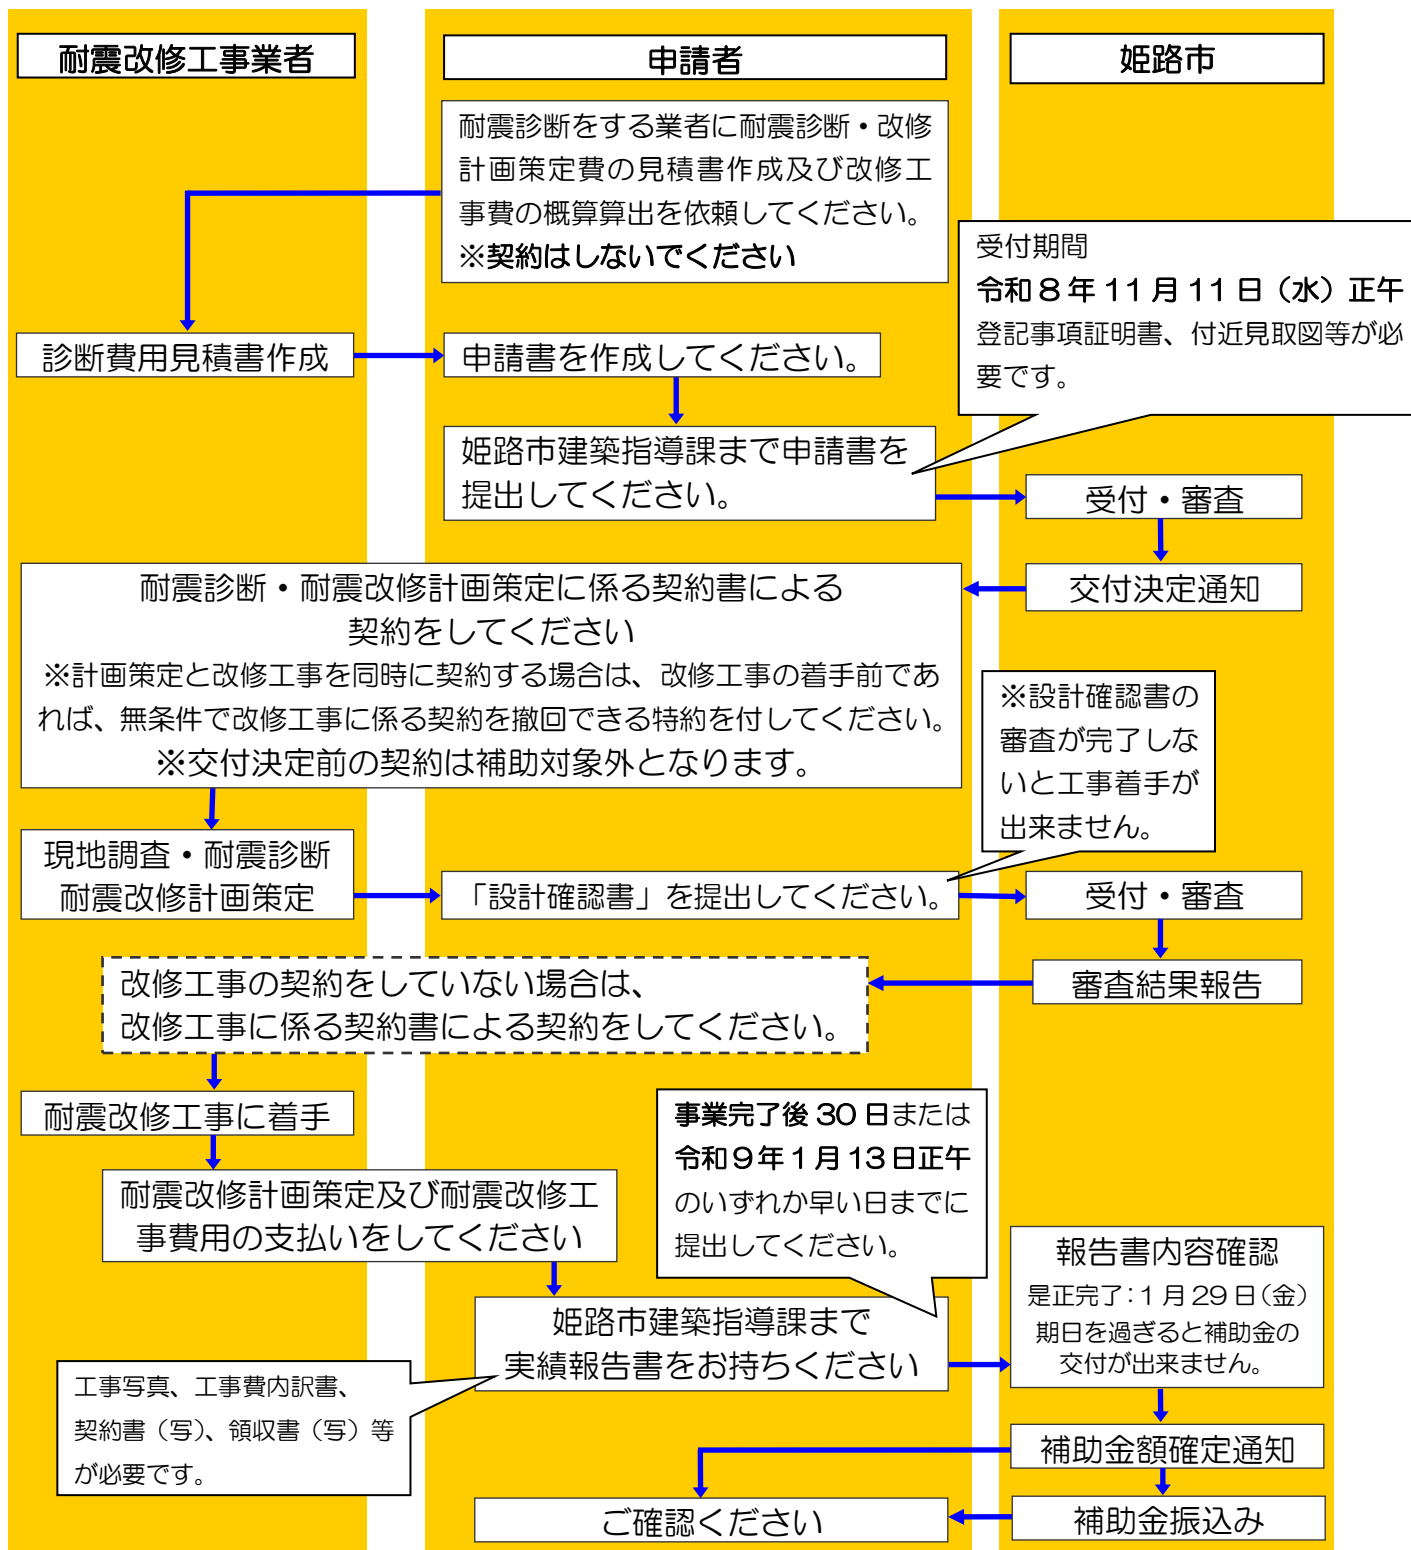 耐震改修工事業者
申請者
姫路市
耐震診断をする業者に耐震診断・改修
計画策定費の見積書作成及び改修工
事費の概算算出を依頼してください。
※契約はしないでください
受付期間
令和８年11月11日（水）正午
登記事項証明書、付近見取図等が必
要です。
診断費用見積書作成
申請書を作成してください。
姫路市建築指導課まで申請書を
提出してください。
受付・審査
交付決定通知
耐震診断・耐震改修計画策定に係る契約書による
契約をしてください
※計画策定と改修工事を同時に契約する場合は、改修工事の着手前であ
れば、無条件で改修工事に係る契約を撤回できる特約を付してください。
※交付決定前の契約は補助対象外となります。
※設計確認書の
審査が完了しな
いと工事着手が
出来ません。
現地調査・耐震診断
耐震改修計画策定
「設計確認書」を提出してください。
受付・審査
審査結果報告
改修工事の契約をしていない場合は、
改修工事に係る契約書による契約をしてください。
耐震改修工事に着手
事業完了後30日または
令和９年１月13日正午
のいずれか早い日までに
提出してください。
耐震改修計画策定及び耐震改修工
事費用の支払いをしてください
姫路市建築指導課まで
実績報告書をお持ちください
報告書内容確認
是正完了：１月29日（金）
期日を過ぎると補助金の
交付が出来ません。
工事写真、工事費内訳書、
契約書（写）、領収書（写）等
が必要です。
補助金額確定通知
ご確認ください
補助金振込み